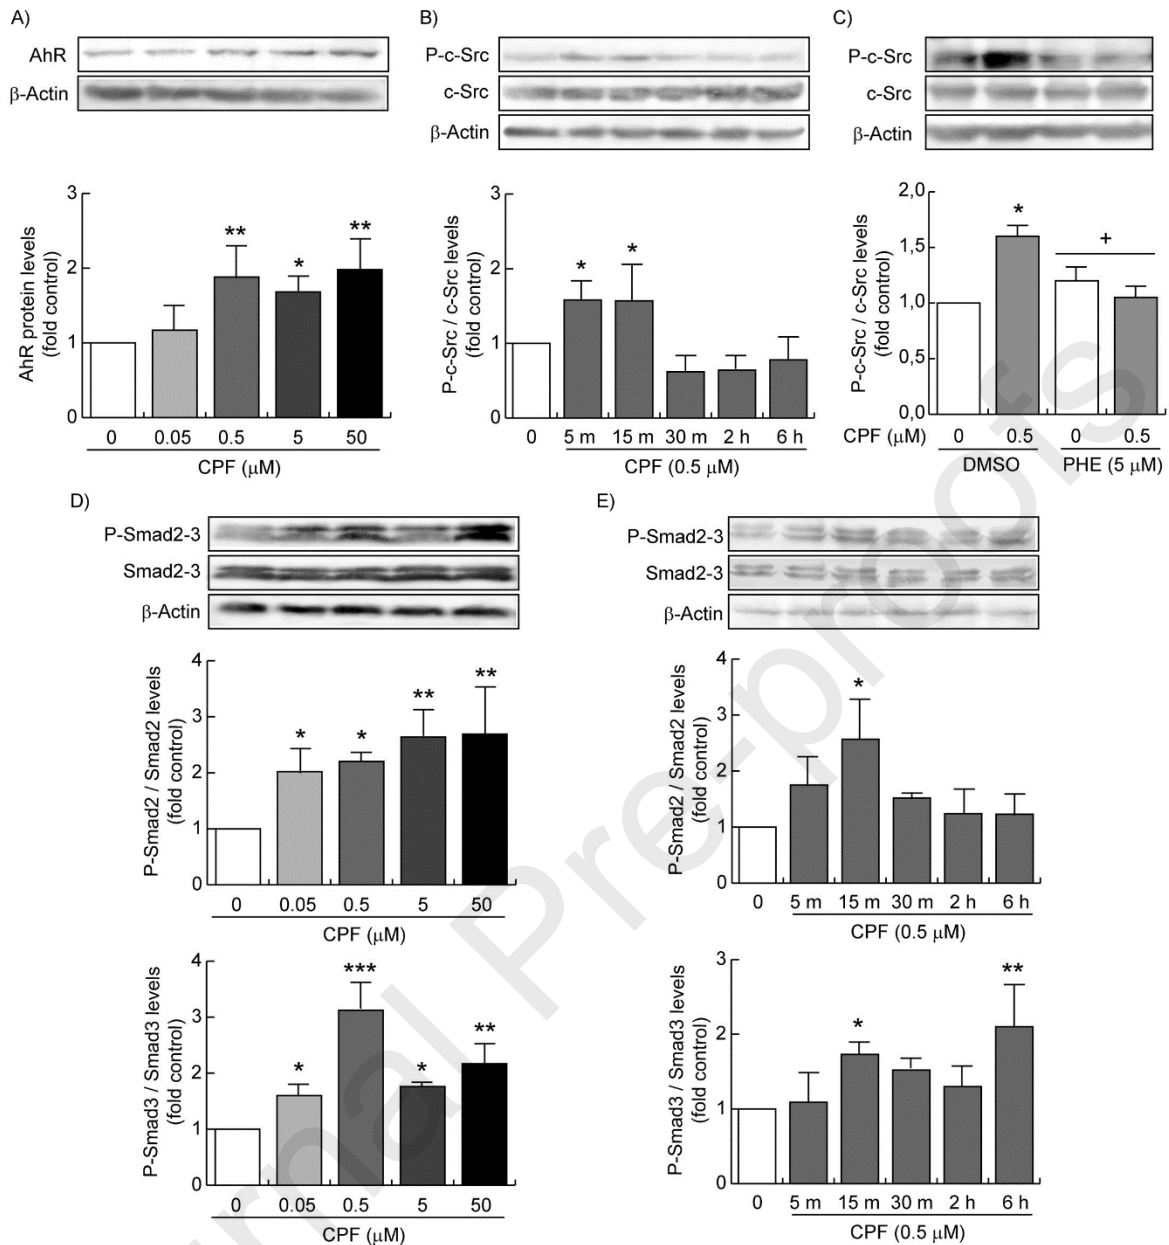 A)
AhR
β-Actin
AhR protein levels
(fold control)
3
2
1
0
** * **
0 0.05 0.5 5 50
CPF (μM)
B)
P-c-Src
c-Src
β-Actin
P-c-Src / c-Src levels
(fold control)
3
2
1
0
* *
0 5 m 15 m 30 m 2 h 6 h
CPF (0.5 μM)
C)
P-c-Src
c-Src
β-Actin
P-c-Src / c-Src levels
(fold control)
2,0
1,5
1,0
0,5
0,0
* +
CPF (μM) 0 0.5 0 0.5
DMSO PHE (5 μM)
D)
P-Smad2-3
Smad2-3
β-Actin
P-Smad2 / Smad2 levels
(fold control)
4
3
2
1
0
* * ** **
0 0.05 0.5 5 50
CPF (μM)
P-Smad3 / Smad3 levels
(fold control)
4
3
2
1
0
* *** * **
0 0.05 0.5 5 50
CPF (μM)
E)
P-Smad2-3
Smad2-3
β-Actin
P-Smad2 / Smad2 levels
(fold control)
4
3
2
1
0
*
0 5 m 15 m 30 m 2 h 6 h
CPF (0.5 μM)
P-Smad3 / Smad3 levels
(fold control)
3
2
1
0
* **
0 5 m 15 m 30 m 2 h 6 h
CPF (0.5 μM)
rnal Pre-proofs